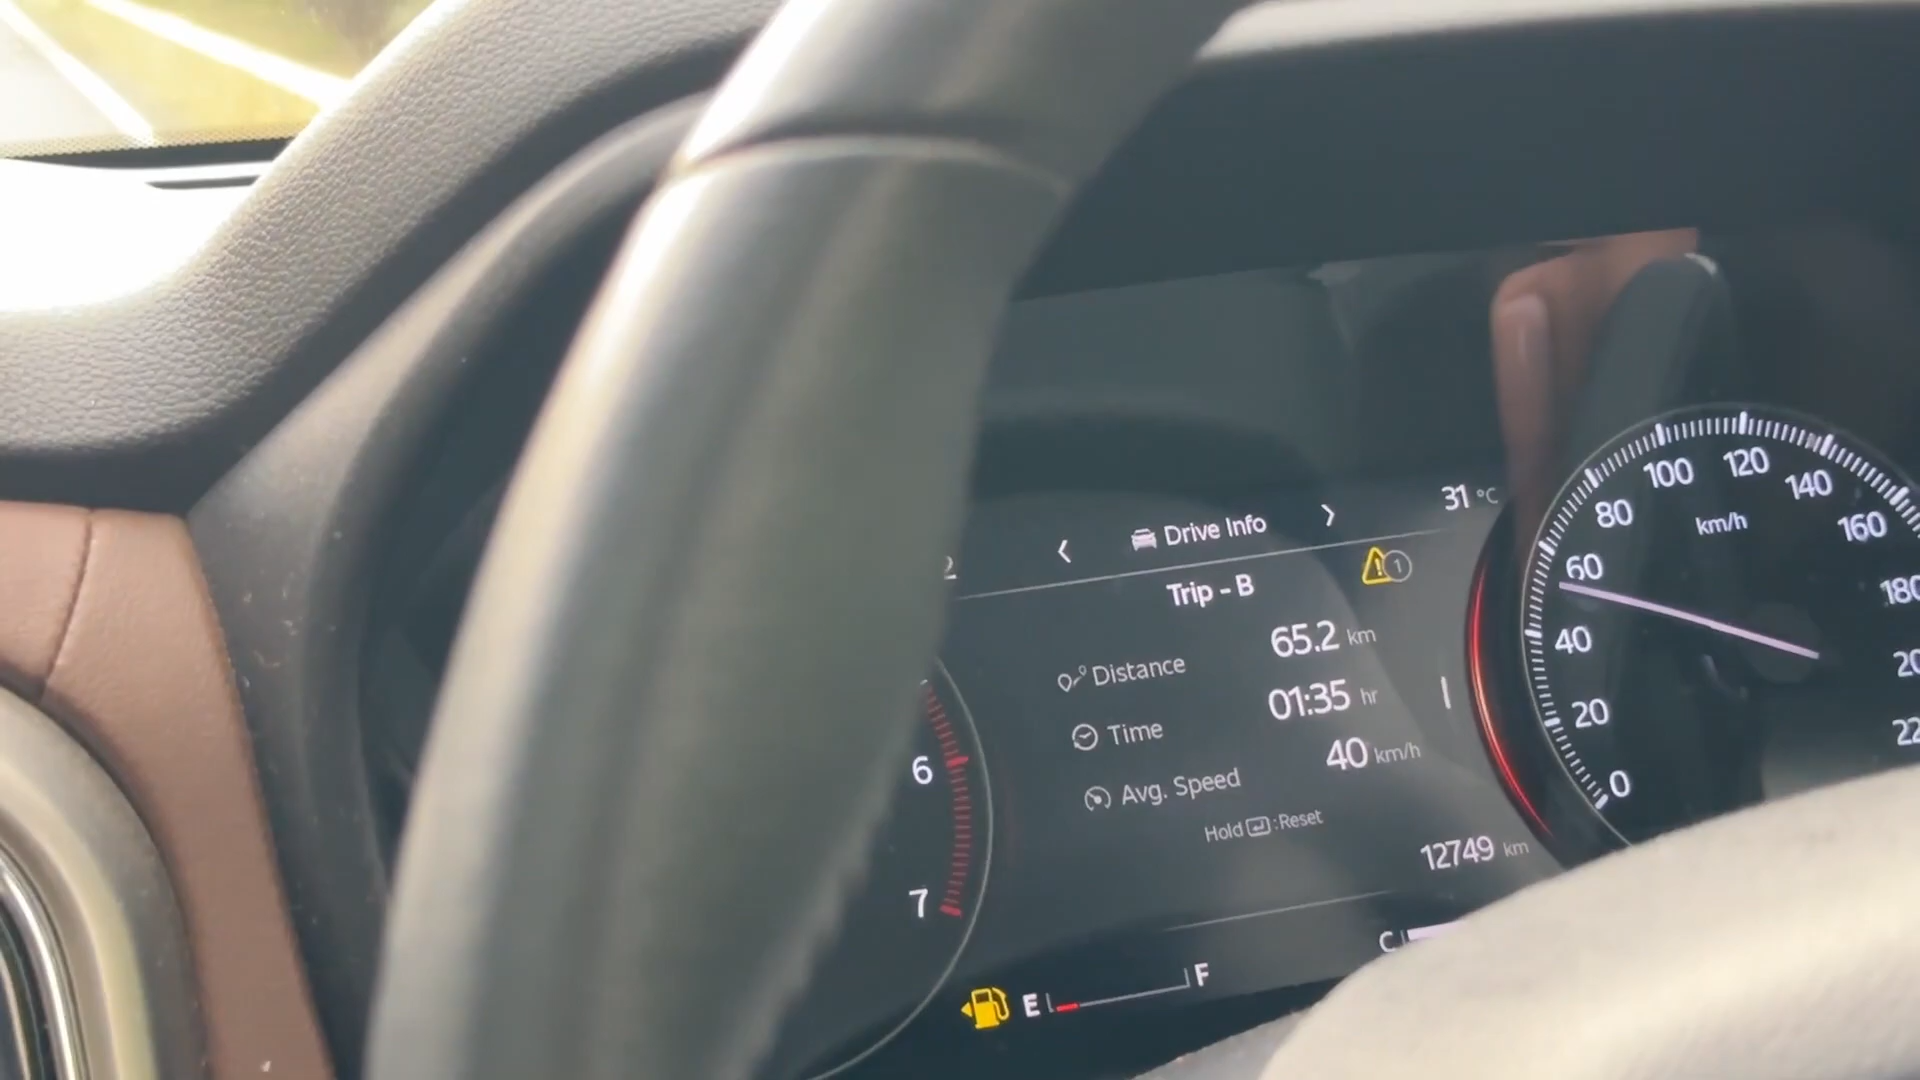 Drive Info
31 °C
Trip - B
1
Distance 65.2 km
Time 01:35 hr
Avg. Speed 40 km/h
Hold :Reset
12749 km
6
7
E F
C
km/h
0
20
40
60
80
100
120
140
160